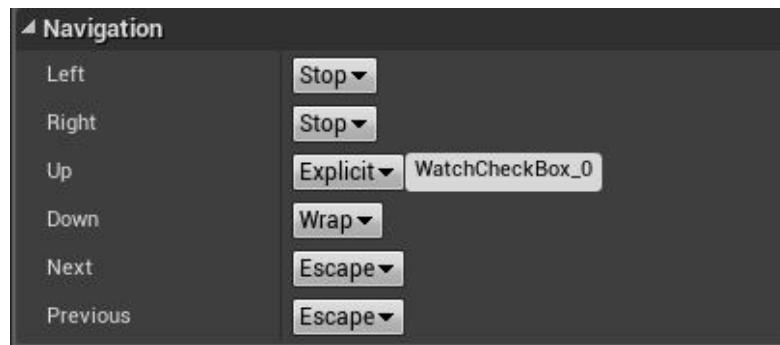 Navigation
Left Stop
Right Stop
Up Explicit WatchCheckBox_0
Down Wrap
Next Escape
Previous Escape